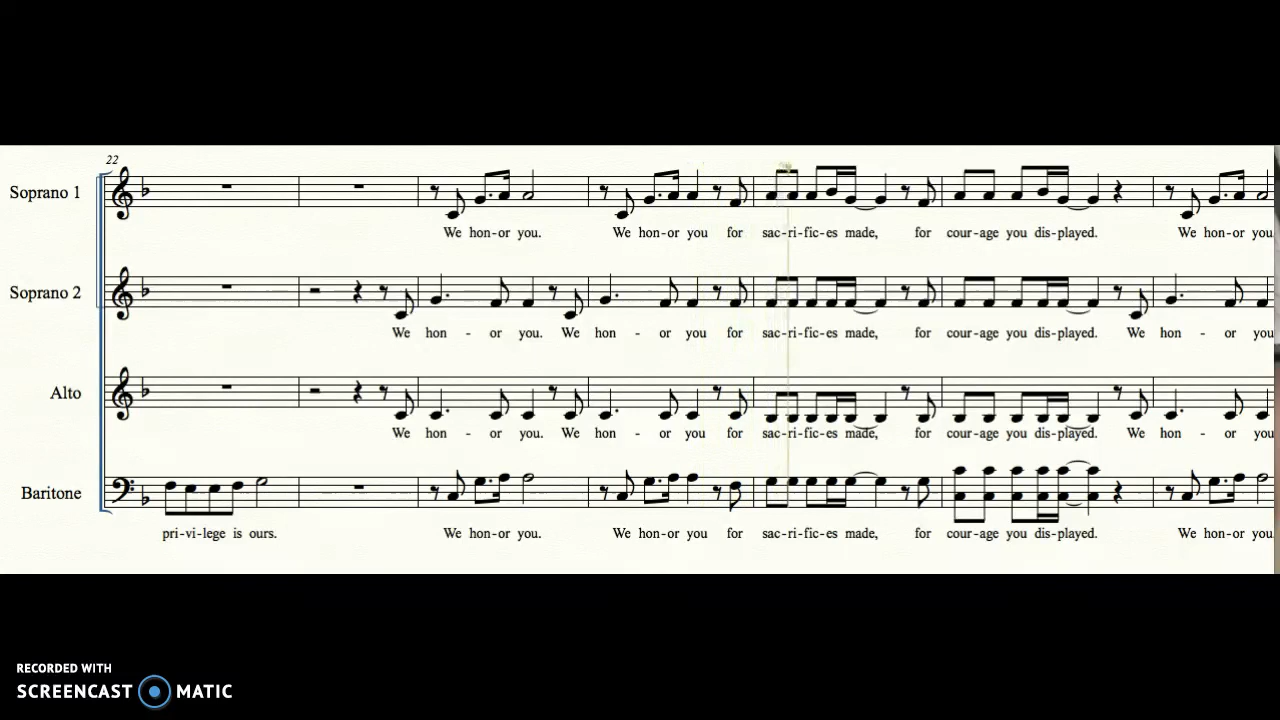 22
Soprano 1
We hon-or you. We hon-or you for sac-ri-fic-es made, for cour-age you dis-played. We hon-or you
Soprano 2
We hon - or you. We hon - or you for sac-ri-fic-es made, for cour-age you dis-played. We hon - or you
Alto
We hon - or you. We hon - or you for sac-ri-fic-es made, for cour-age you dis-played. We hon - or you
Baritone
pri-vi-lege is ours. We hon-or you. We hon-or you for sac-ri-fic-es made, for cour-age you dis-played. We hon-or you
RECORDED WITH
SCREENCAST MATIC